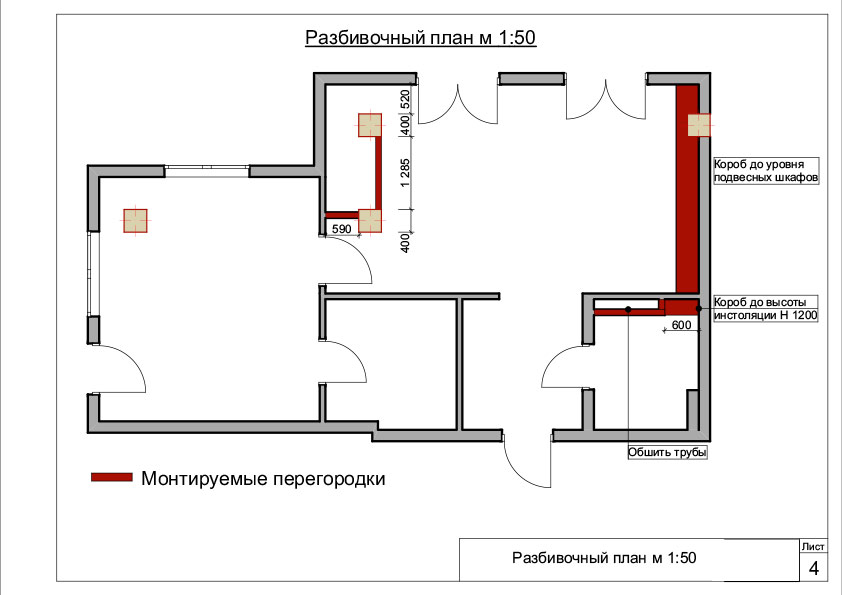 Разбивочный план м 1:50
520
400
1 285
400
590
Короб до уровня
подвесных шкафов
Короб до высоты
инстоляции Н 1200
600
Обшить трубы
Монтируемые перегородки
Разбивочный план м 1:50
Лист
4